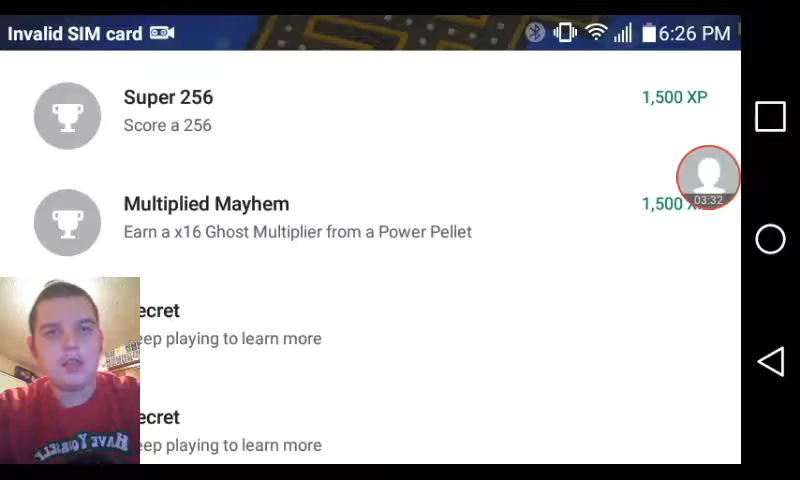 Invalid SIM card
6:26 PM
Super 256
1,500 XP
Score a 256
03:32
Multiplied Mayhem
1,500
Earn a x16 Ghost Multiplier from a Power Pellet
ecret
eep playing to learn more
ecret
eep playing to learn more
HAVE YOURSELF